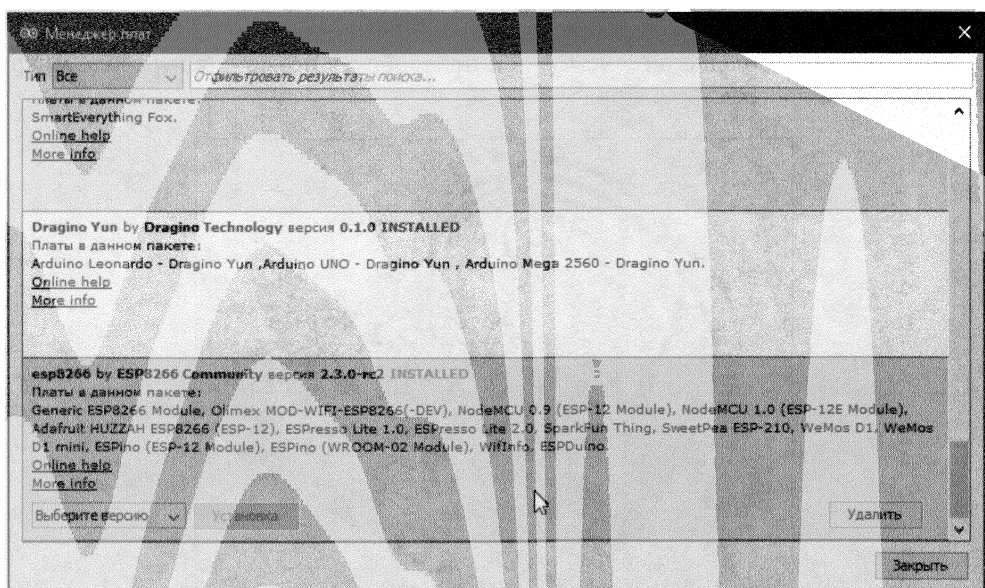 Менеджер плат
Тип Все Отфильтровать результаты поиска...
Платы в данном пакете:
SmartEverything Fox.
Online help
More info
Dragino Yun by Dragino Technology версия 0.1.0 INSTALLED
Платы в данном пакете:
Arduino Leonardo - Dragino Yun ,Arduino UNO - Dragino Yun , Arduino Mega 2560 - Dragino Yun.
Online help
More info
esp8266 by ESP8266 Community версия 2.3.0-rc2 INSTALLED
Платы в данном пакете:
Generic ESP8266 Module, Olimex MOD-WIFI-ESP8266(-DEV), NodeMCU 0.9 (ESP-12 Module), NodeMCU 1.0 (ESP-12E Module),
Adafruit HUZZAH ESP8266 (ESP-12), ESPresso Lite 1.0, ESPresso Lite 2.0, SparkFun Thing, SweetPea ESP-210, WeMos D1, WeMos
D1 mini, ESPino (ESP-12 Module), ESPino (WROOM-02 Module), WifInfo, ESPDuino.
Online help
More info
Выберите версию Установка Удалить
Закрыть